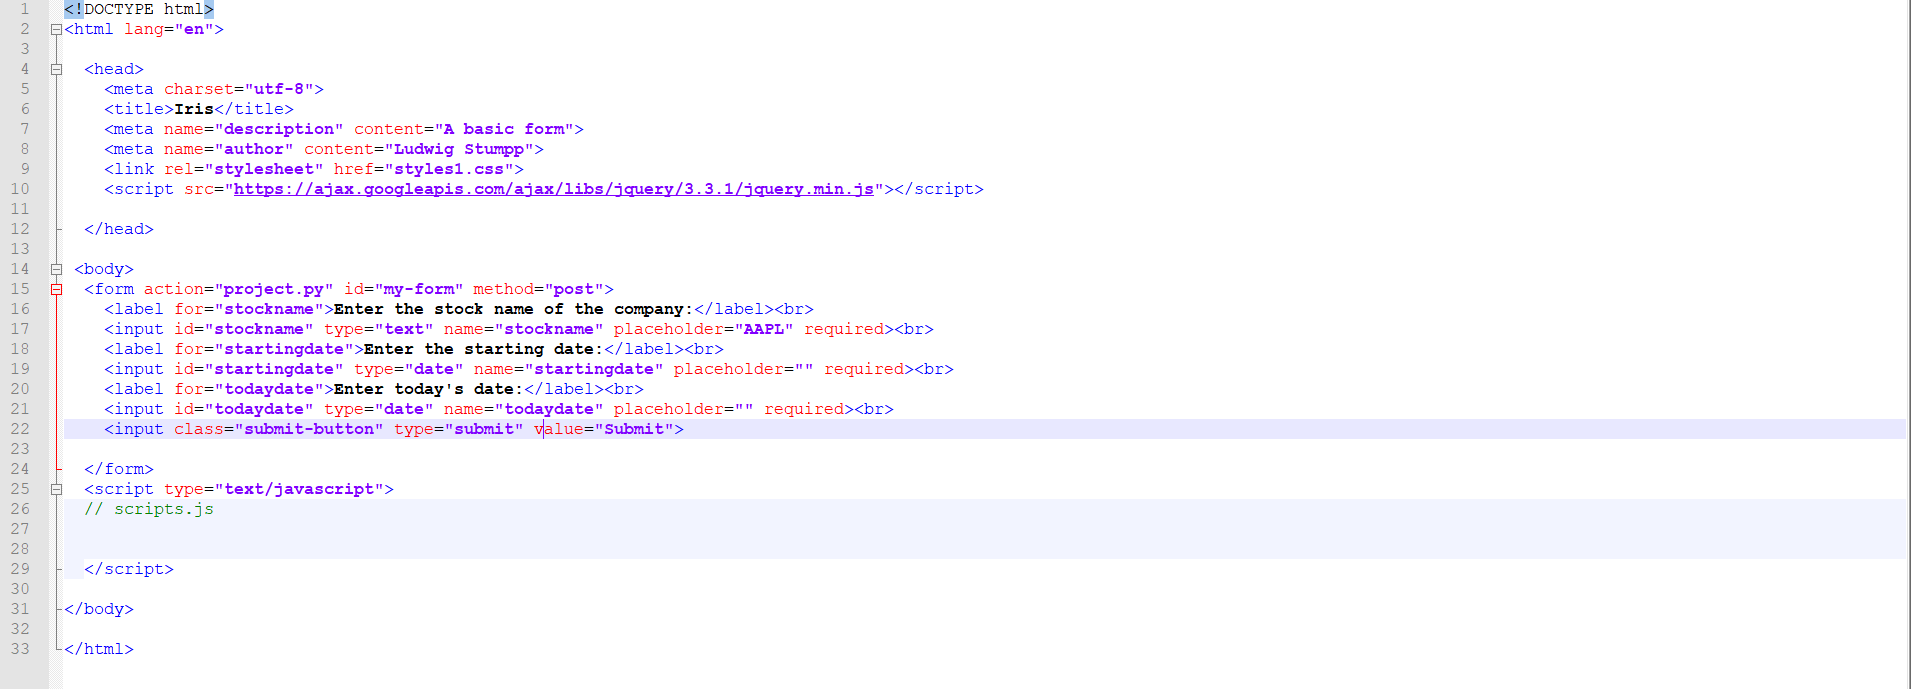 1 <!DOCTYPE html>
2 <html lang="en">
3
4 <head>
5 <meta charset="utf-8">
6 <title>Iris</title>
7 <meta name="description" content="A basic form">
8 <meta name="author" content="Ludwig Stumpp">
9 <link rel="stylesheet" href="styles1.css">
10 <script src="https://ajax.googleapis.com/ajax/libs/jquery/3.3.1/jquery.min.js"></script>
11
12 </head>
13
14 <body>
15 <form action="project.py" id="my-form" method="post">
16 <label for="stockname">Enter the stock name of the company:</label><br>
17 <input id="stockname" type="text" name="stockname" placeholder="AAPL" required><br>
18 <label for="startingdate">Enter the starting date:</label><br>
19 <input id="startingdate" type="date" name="startingdate" placeholder="" required><br>
20 <label for="todaydate">Enter today's date:</label><br>
21 <input id="todaydate" type="date" name="todaydate" placeholder="" required><br>
22 <input class="submit-button" type="submit" value="Submit">
23
24 </form>
25 <script type="text/javascript">
26 // scripts.js
27
28
29 </script>
30
31 </body>
32
33 </html>